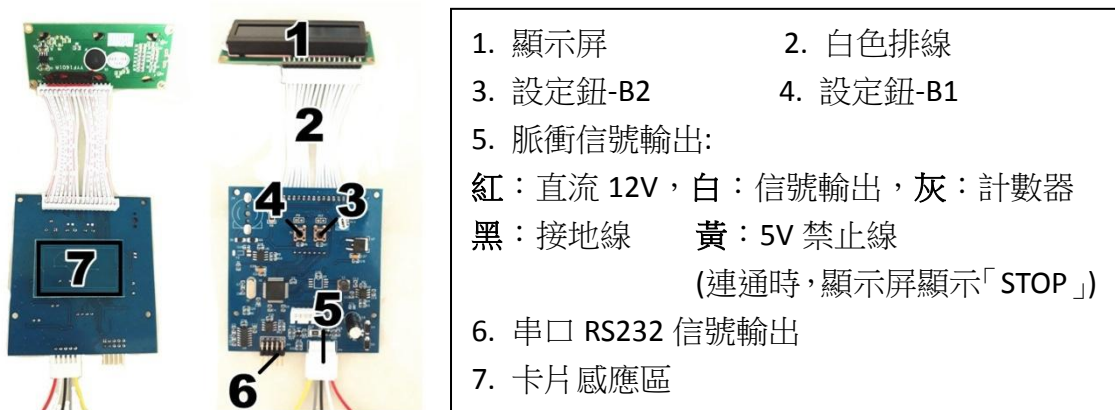 1
2
4
3
7
5
6
1. 顯示屏 2. 白色排線
3. 設定鈕-B2 4. 設定鈕-B1
5. 脈衝信號輸出:
紅：直流 12V，白：信號輸出，灰：計數器
黑：接地線 黃：5V 禁止線
(連通時，顯示屏顯示「STOP」)
6. 串口 RS232 信號輸出
7. 卡片感應區